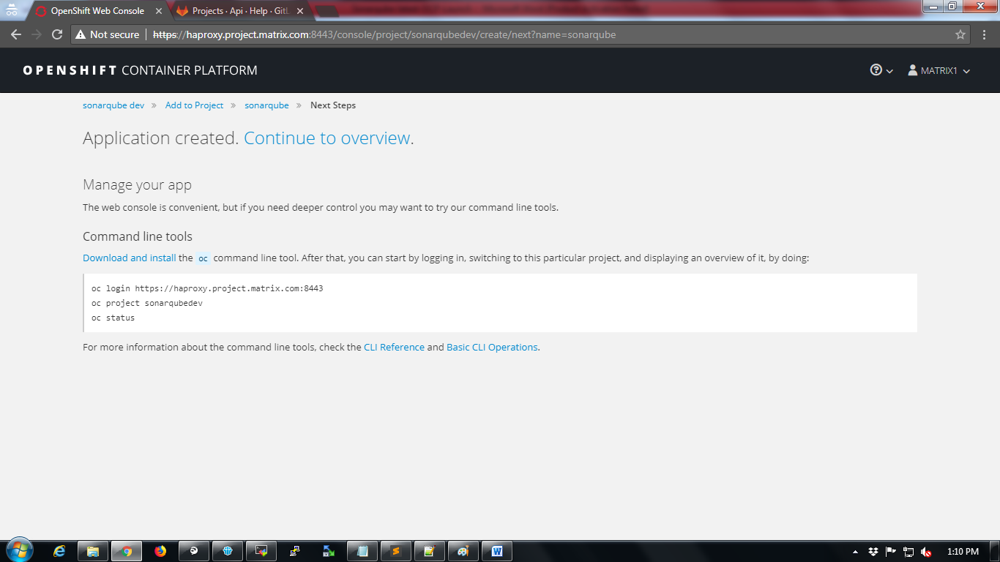 OpenShift Web Console
Projects · Api · Help · GitL
Not secure https://haproxy.project.matrix.com:8443/console/project/sonarqubedev/create/next?name=sonarqube
OPENSHIFT CONTAINER PLATFORM
MATRIX1
sonarqube dev » Add to Project » sonarqube » Next Steps
Application created. Continue to overview.
Manage your app
The web console is convenient, but if you need deeper control you may want to try our command line tools.
Command line tools
Download and install the oc command line tool. After that, you can start by logging in, switching to this particular project, and displaying an overview of it, by doing:
oc login https://haproxy.project.matrix.com:8443
oc project sonarqubedev
oc status
For more information about the command line tools, check the CLI Reference and Basic CLI Operations.
1:10 PM